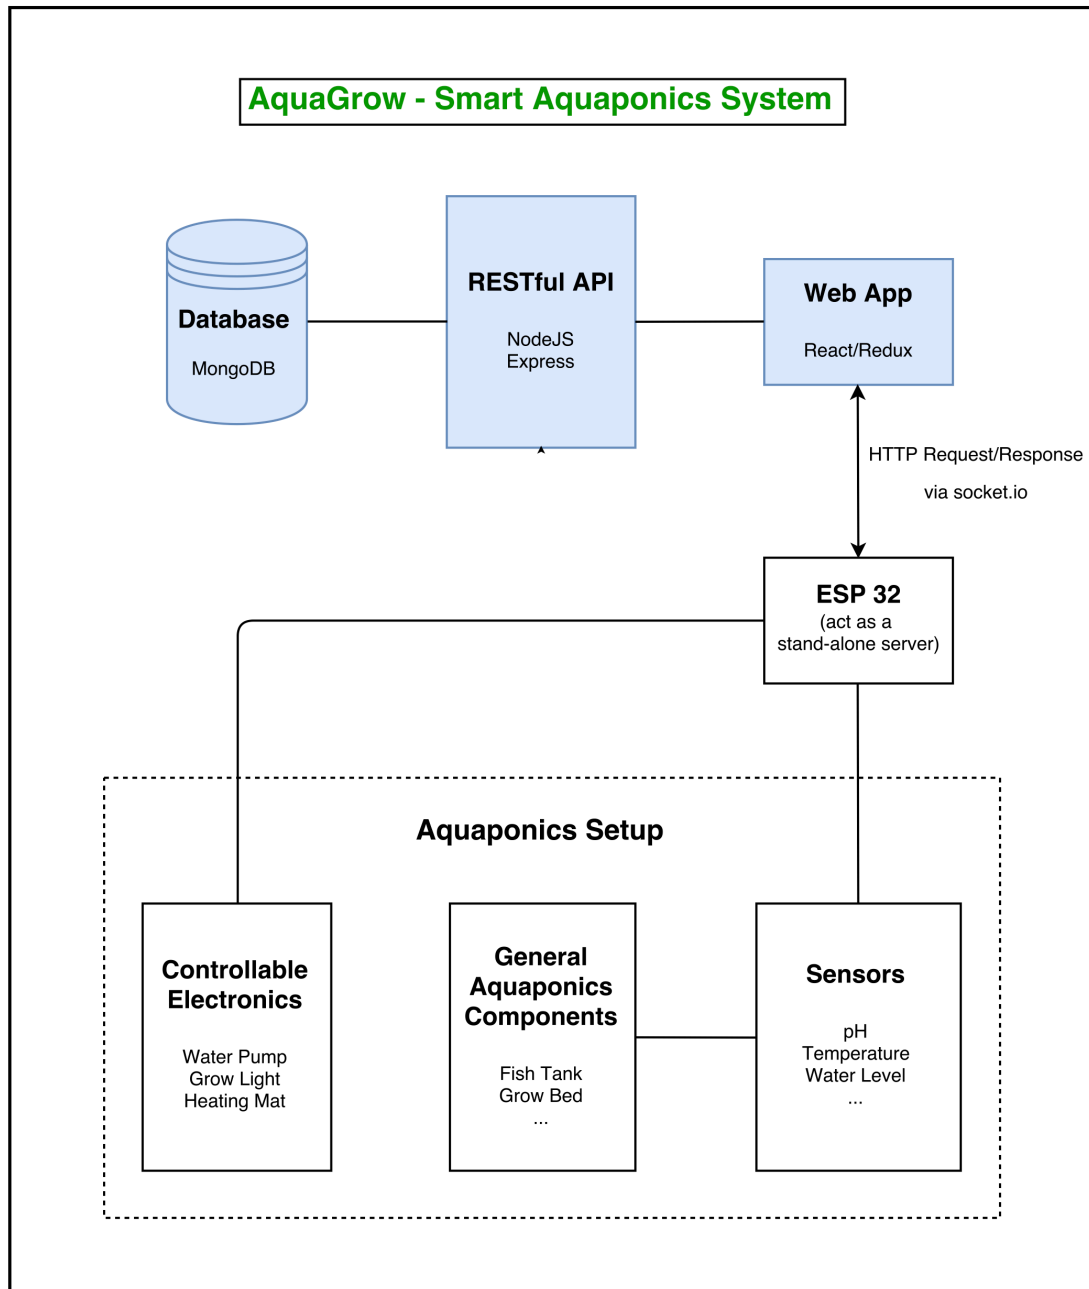 AquaGrow - Smart Aquaponics System
Database
MongoDB
RESTful API
NodeJS
Express
Web App
React/Redux
HTTP Request/Response
via socket.io
ESP 32
(act as a
stand-alone server)
Aquaponics Setup
Controllable
Electronics
Water Pump
Grow Light
Heating Mat
General
Aquaponics
Components
Fish Tank
Grow Bed
...
Sensors
pH
Temperature
Water Level
...